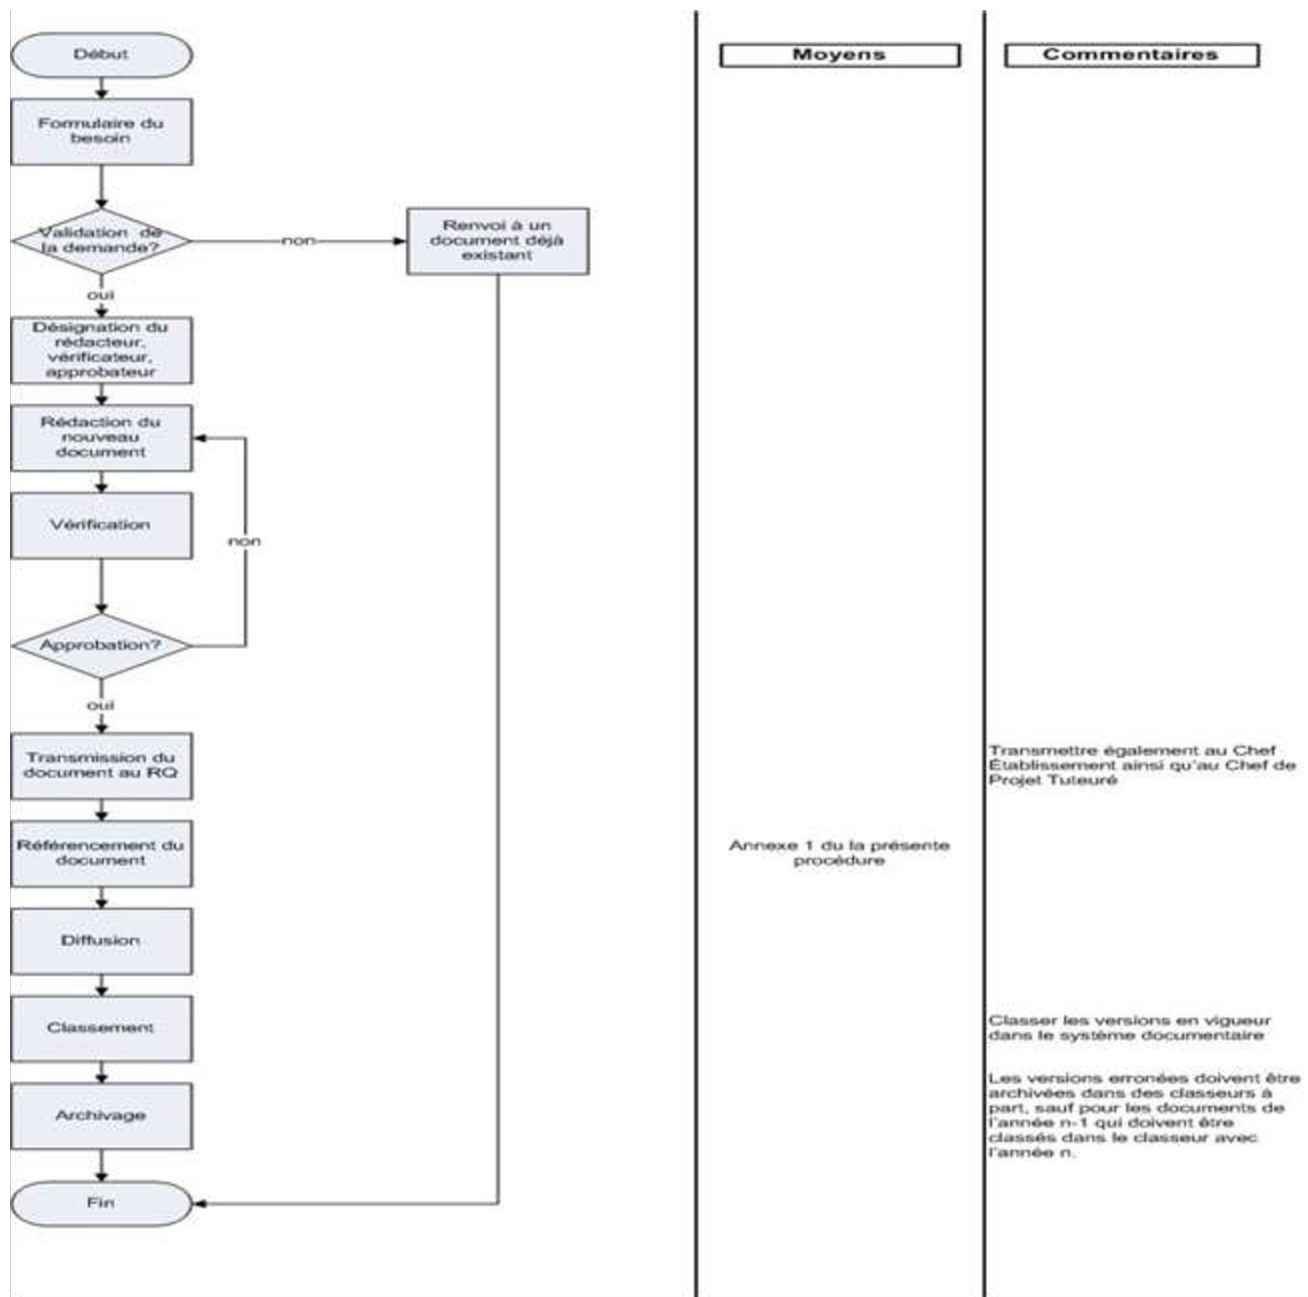 Début
Moyens
Commentaires
Formulaire du
besoin
Validation de
la demande?
non
Renvoi à un
document déjà
existant
oui
Désignation du
rédacteur,
vérificateur,
approbateur
Rédaction du
nouveau
document
Vérification
non
Approbation?
oui
Transmission du
document au RQ
Transmettre également au Chef
Établissement ainsi qu'au Chef de
Projet Tuteuré
Référencement du
document
Annexe 1 du la présente
procédure
Diffusion
Classement
Classer les versions en vigueur
dans le système documentaire
Archivage
Les versions erronées doivent être
archivées dans des classeurs à
part, sauf pour les documents de
l'année n-1 qui doivent être
classés dans le classeur avec
l'année n.
Fin